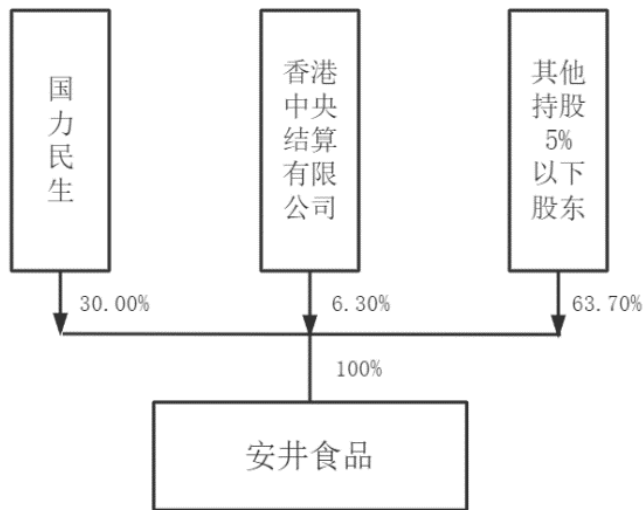 国
力
民
生
香港
中央
结算
有限
公司
其他
持股
5%
以下
股东
30.00%
6.30%
63.70%
100%
安井食品